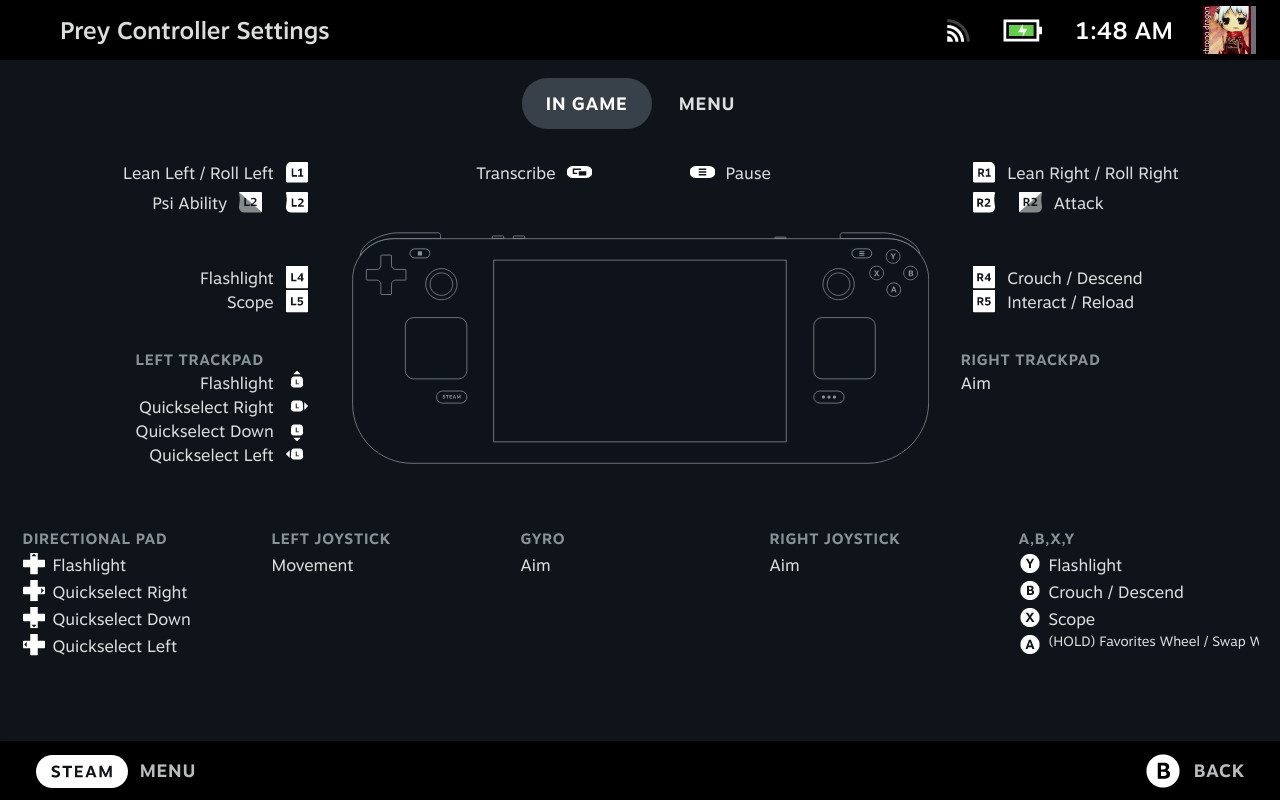 Prey Controller Settings
1:48 AM
IN GAME
MENU
Lean Left / Roll Left L1
Psi Ability L2 L2
Transcribe
Pause
R1 Lean Right / Roll Right
R2 R2 Attack
Flashlight L4
Scope L5
R4 Crouch / Descend
R5 Interact / Reload
Y
X B
A
STEAM
LEFT TRACKPAD
Flashlight L
Quickselect Right L
Quickselect Down L
Quickselect Left L
RIGHT TRACKPAD
Aim
DIRECTIONAL PAD
Flashlight
Quickselect Right
Quickselect Down
Quickselect Left
LEFT JOYSTICK
Movement
GYRO
Aim
RIGHT JOYSTICK
Aim
A,B,X,Y
Y Flashlight
B Crouch / Descend
X Scope
A (HOLD) Favorites Wheel / Swap
STEAM MENU
B BACK